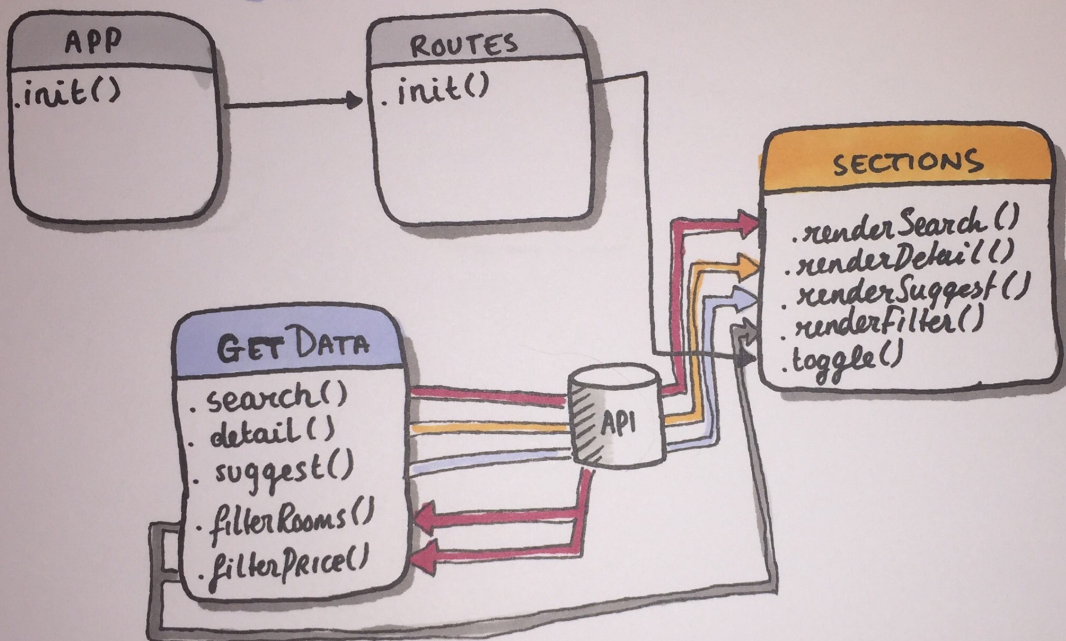 APP
.init()
ROUTES
.init()
SECTIONS
.renderSearch()
.renderDetail()
.renderSuggest()
.renderFilter()
.toggle()
GET DATA
.search()
.detail()
.suggest()
.filterRooms()
.filterPrice()
API